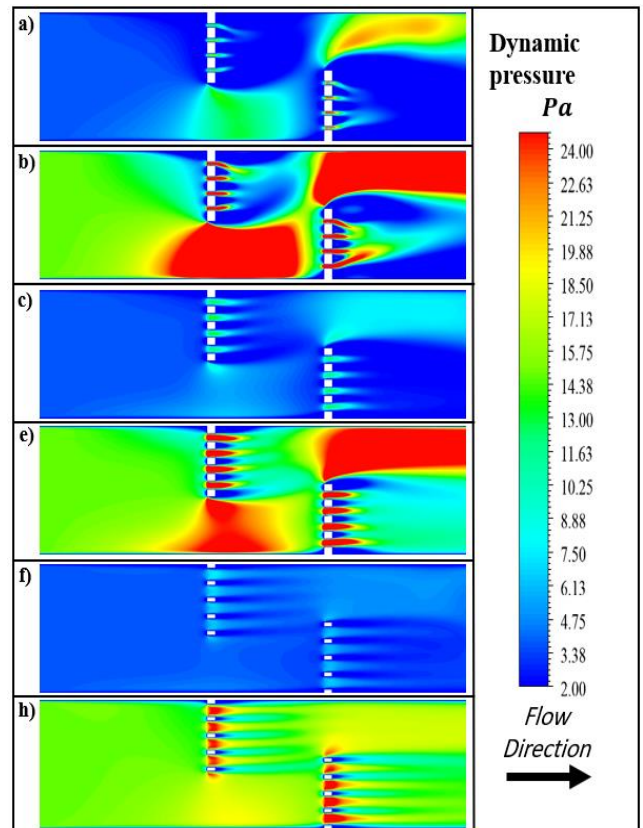 a)
b)
c)
e)
f)
h)
Dynamic
pressure
Pa
24.00
22.63
21.25
19.88
18.50
17.13
15.75
14.38
13.00
11.63
10.25
8.88
7.50
6.13
4.75
3.38
2.00
Flow
Direction